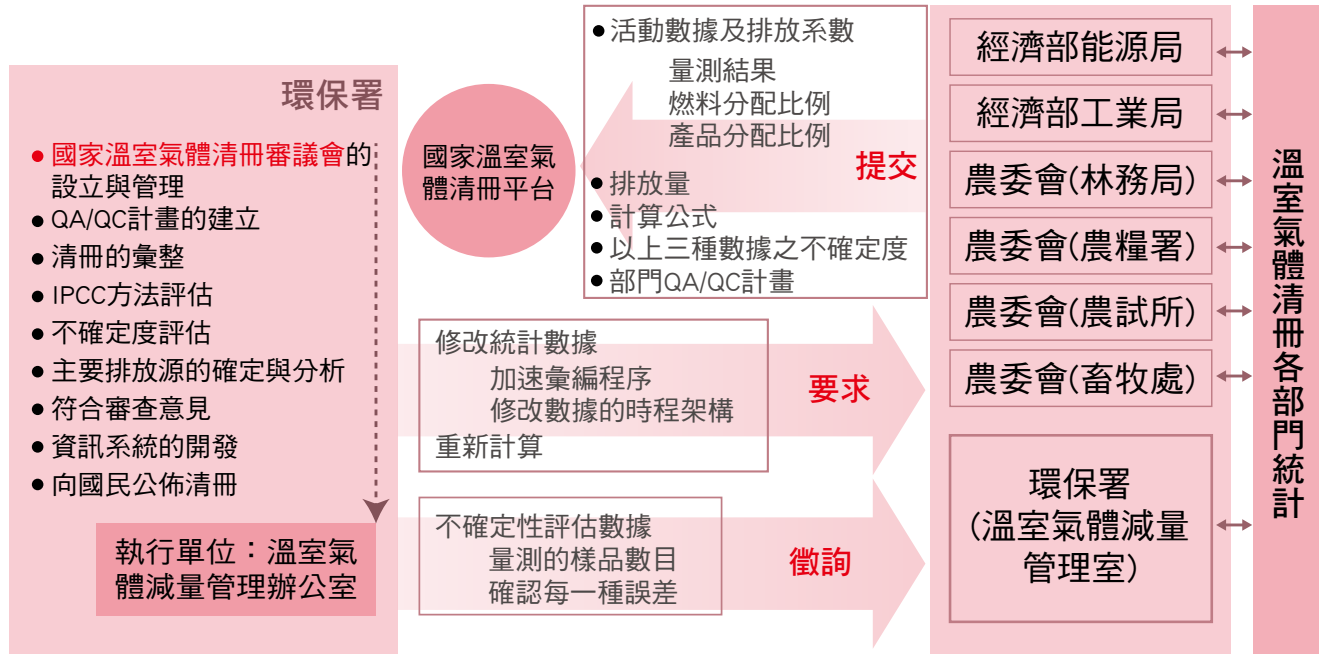 環保署
● 國家溫室氣體清冊審議會的
設立與管理
● QA/QC計畫的建立
● 清冊的彙整
● IPCC方法評估
● 不確定度評估
● 主要排放源的確定與分析
● 符合審查意見
● 資訊系統的開發
● 向國民公佈清冊
執行單位：溫室氣
體減量管理辦公室
國家溫室氣
體清冊平台
● 活動數據及排放系數
量測結果
燃料分配比例
產品分配比例
● 排放量
● 計算公式
● 以上三種數據之不確定度
● 部門QA/QC計畫
提交
修改統計數據
加速彙編程序
修改數據的時程架構
重新計算
要求
不確定性評估數據
量測的樣品數目
確認每一種誤差
徵詢
經濟部能源局
經濟部工業局
農委會(林務局)
農委會(農糧署)
農委會(農試所)
農委會(畜牧處)
環保署
(溫室氣體減量
管理室)
溫室氣體清冊各部門統計